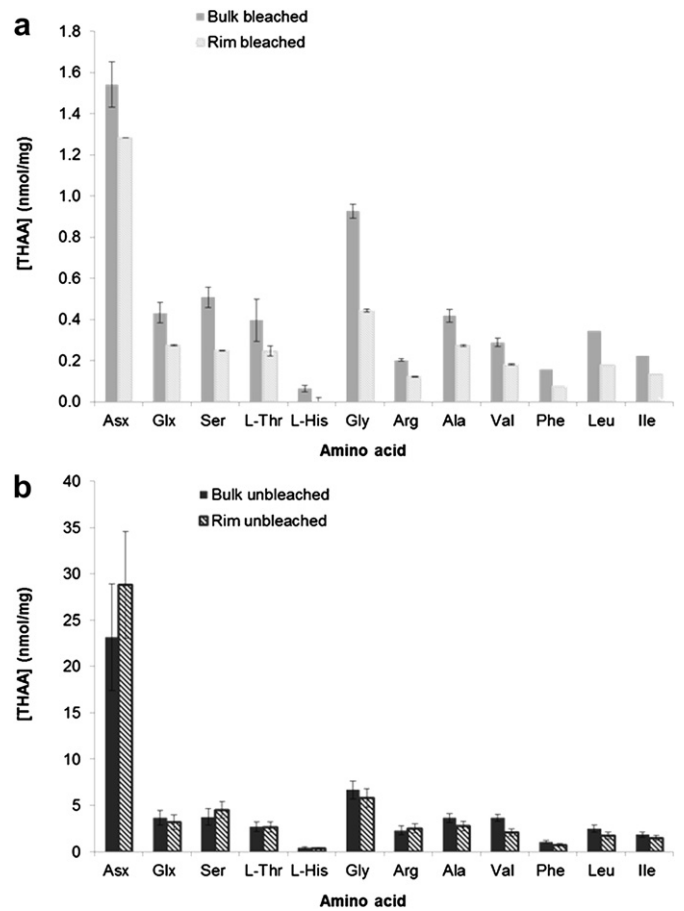 a
Bulk bleached
Rim bleached
[THAA] (nmol/mg)
1.8
1.6
1.4
1.2
1.0
0.8
0.6
0.4
0.2
0.0
Asx Glx Ser L-Thr L-His Gly Arg Ala Val Phe Leu Ile
Amino acid
b
Bulk unbleached
Rim unbleached
[THAA] (nmol/mg)
40
35
30
25
20
15
10
5
0
Asx Glx Ser L-Thr L-His Gly Arg Ala Val Phe Leu Ile
Amino acid